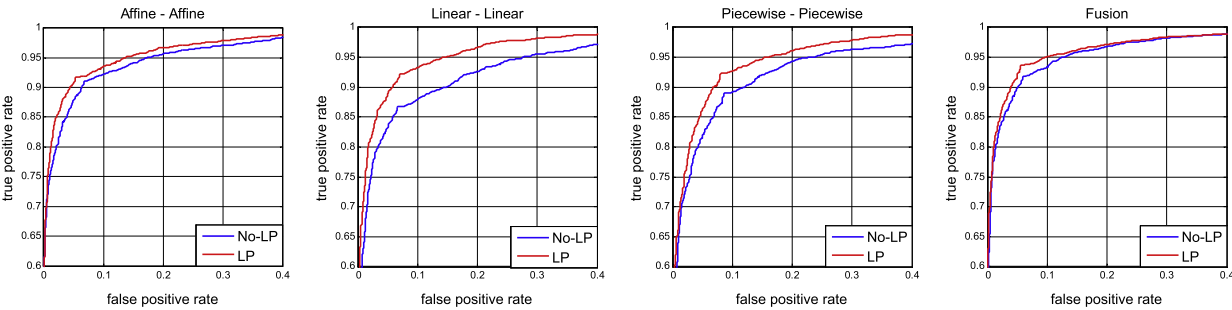 Affine - Affine
true positive rate
1
0.95
0.9
0.85
0.8
0.75
0.7
0.65
0.6
0
0.1
0.2
0.3
0.4
false positive rate
No-LP
LP
Linear - Linear
true positive rate
1
0.95
0.9
0.85
0.8
0.75
0.7
0.65
0.6
0
0.1
0.2
0.3
0.4
false positive rate
No-LP
LP
Piecewise - Piecewise
true positive rate
1
0.95
0.9
0.85
0.8
0.75
0.7
0.65
0.6
0
0.1
0.2
0.3
0.4
false positive rate
No-LP
LP
Fusion
true positive rate
1
0.95
0.9
0.85
0.8
0.75
0.7
0.65
0.6
0
0.1
0.2
0.3
0.4
false positive rate
No-LP
LP